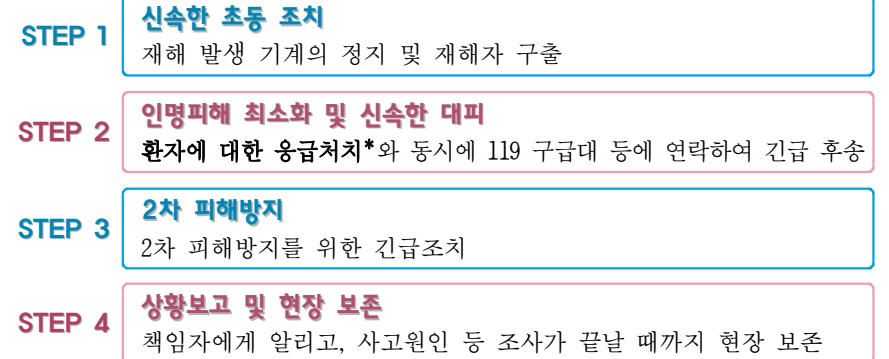 STEP 1
신속한 초동 조치
재해 발생 기계의 정지 및 재해자 구출
STEP 2
인명피해 최소화 및 신속한 대피
환자에 대한 응급처치*와 동시에 119 구급대 등에 연락하여 긴급 후송
STEP 3
2차 피해방지
2차 피해방지를 위한 긴급조치
STEP 4
상황보고 및 현장 보존
책임자에게 알리고, 사고원인 등 조사가 끝날 때까지 현장 보존